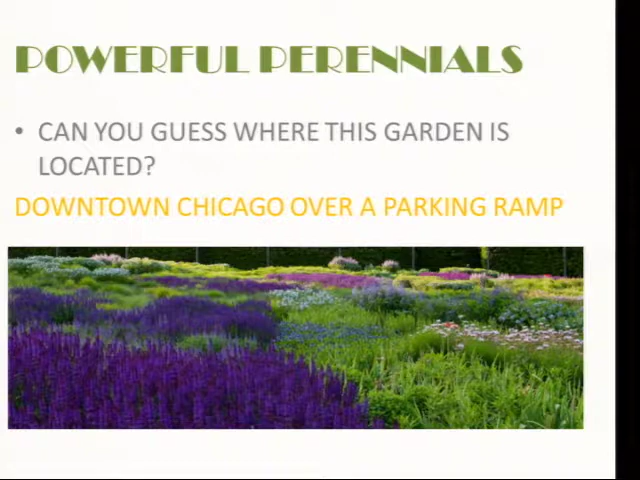 POWERFUL PERENNIALS
• CAN YOU GUESS WHERE THIS GARDEN IS
LOCATED?
DOWNTOWN CHICAGO OVER A PARKING RAMP